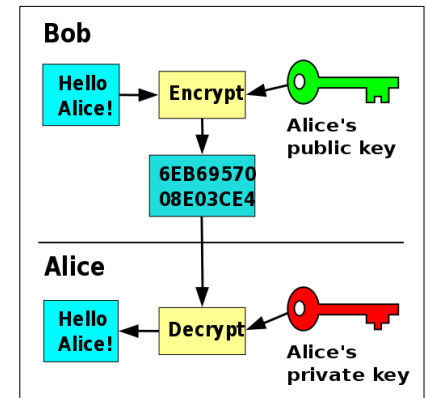 Bob
Hello
Alice!
Encrypt
Alice's
public key
6EB69570
08E03CE4
Alice
Hello
Alice!
Decrypt
Alice's
private key